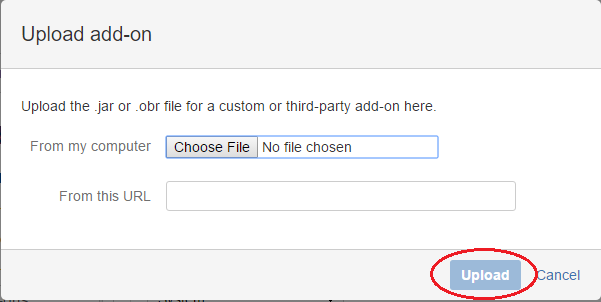 Upload add-on
Upload the .jar or .obr file for a custom or third-party add-on here.
From my computer Choose File No file chosen
From this URL
Upload Cancel